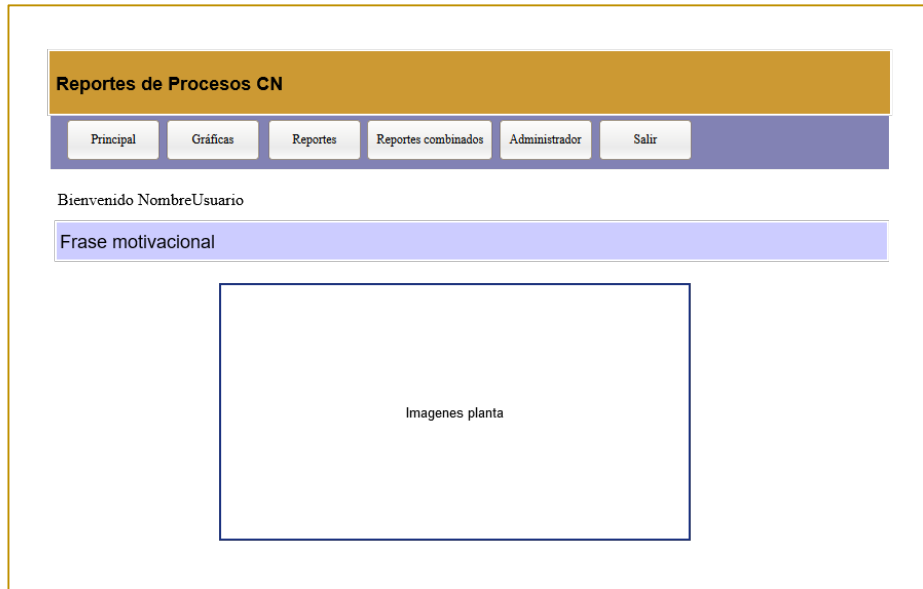 Reportes de Procesos CN
Principal Gráficas Reportes Reportes combinados Administrador Salir
Bienvenido NombreUsuario
Frase motivacional
Imagenes planta